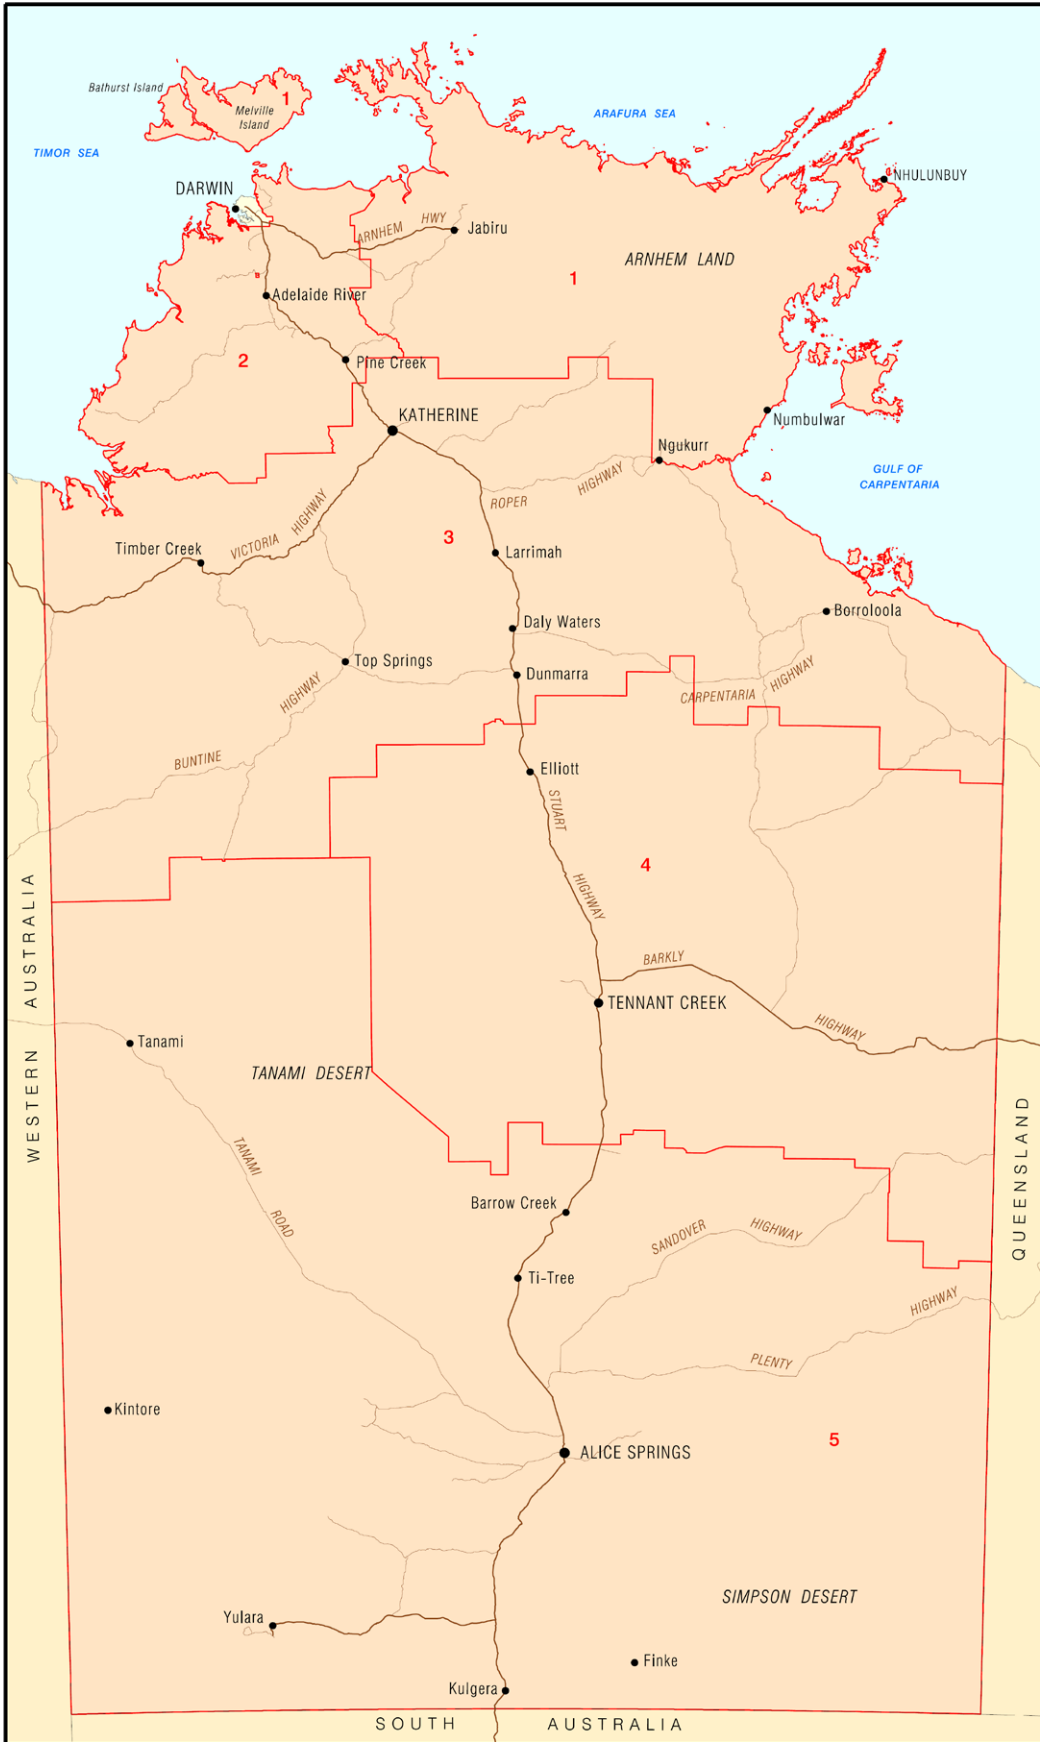 Bathurst Island
1
Melville
Island
ARAFURA SEA
TIMOR SEA
NHULUNBUY
DARWIN
ARNHEM HWY
Jabiru
ARNHEM LAND
1
Adelaide River
2
Pine Creek
KATHERINE
Numbulwar
Ngukurr
GULF OF
CARPENTARIA
ROPER HIGHWAY
VICTORIA HIGHWAY
3
Timber Creek
Larrimah
Borroloola
Daly Waters
Top Springs
Dunmarra
CARPENTARIA HIGHWAY
BUNTINE HIGHWAY
Elliott
STUART HIGHWAY
4
WESTERN AUSTRALIA
BARKLY HIGHWAY
TENNANT CREEK
Tanami
TANAMI DESERT
TANAMI ROAD
QUEENSLAND
Barrow Creek
SANDOVER HIGHWAY
Ti-Tree
PLENTY HIGHWAY
Kintore
5
ALICE SPRINGS
SIMPSON DESERT
Yulara
Finke
Kulgera
SOUTH AUSTRALIA